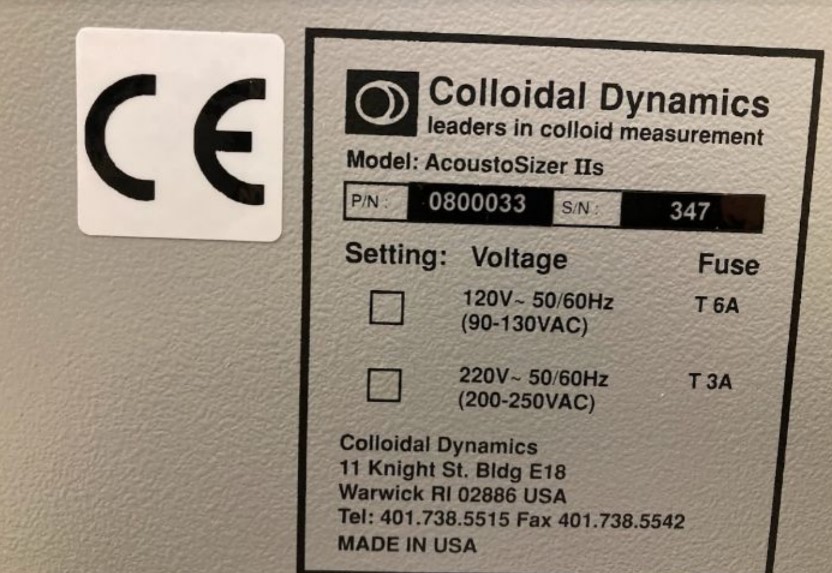 CE
Colloidal Dynamics
leaders in colloid measurement
Model: AcoustoSizer IIs
P/N : 0800033 S/N : 347
Setting: Voltage Fuse
120V~ 50/60Hz T 6A
(90-130VAC)
220V~ 50/60Hz T 3A
(200-250VAC)
Colloidal Dynamics
11 Knight St. Bldg E18
Warwick RI 02886 USA
Tel: 401.738.5515 Fax 401.738.5542
MADE IN USA